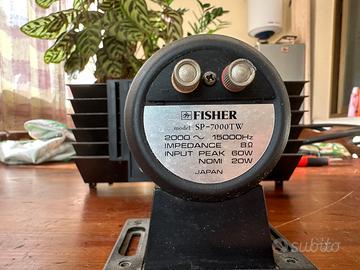 FISHER
model SP-7000TW
2000 ~ 15000Hz
IMPEDANCE 8Ω
INPUT PEAK 60W
NOMI 20W
JAPAN
subito